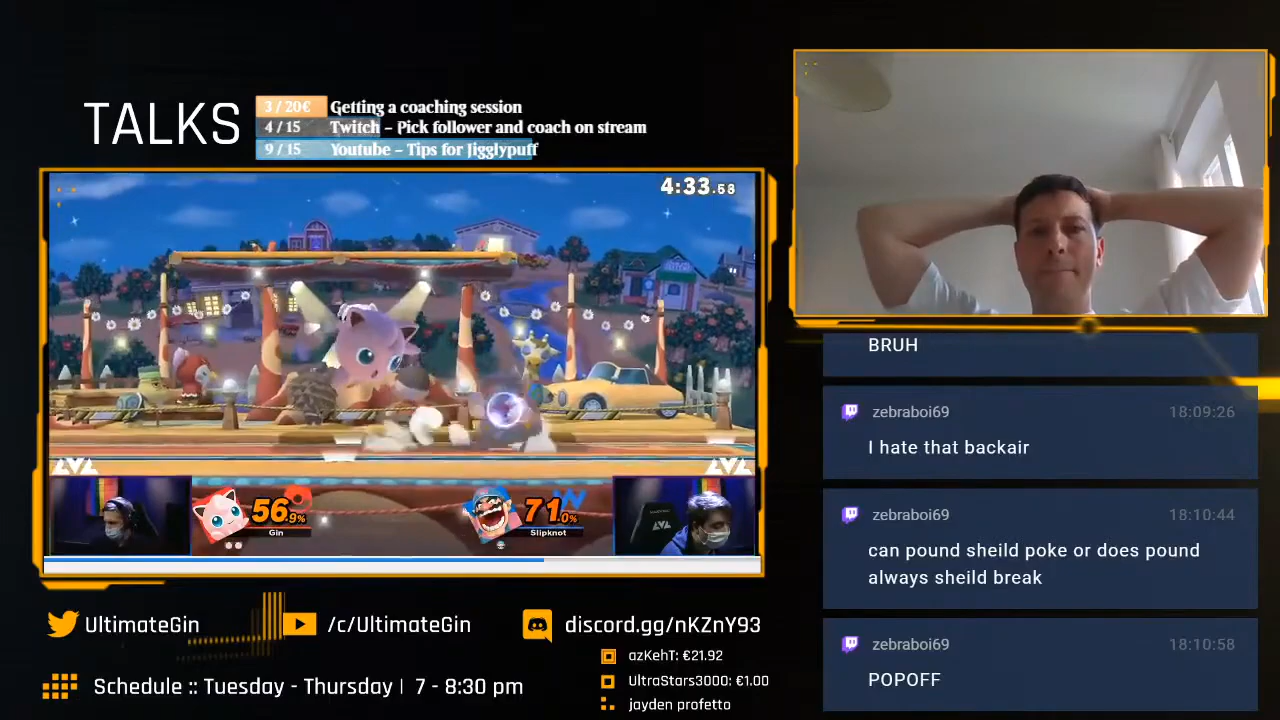 TALKS
3 / 20€ Getting a coaching session
4 / 15 Twitch – Pick follower and coach on stream
9 / 15 Youtube – Tips for Jigglypuff
4:33.58
56.9%
Gin
71.0%
Slipknot
UltimateGin
/c/UltimateGin
discord.gg/nKZnY93
Schedule :: Tuesday - Thursday | 7 - 8:30 pm
azKehT: €21.92
UltraStars3000: €1.00
jayden profetto
BRUH
zebraboi69 18:09:26
I hate that backair
zebraboi69 18:10:44
can pound sheild poke or does pound
always sheild break
zebraboi69 18:10:58
POPOFF